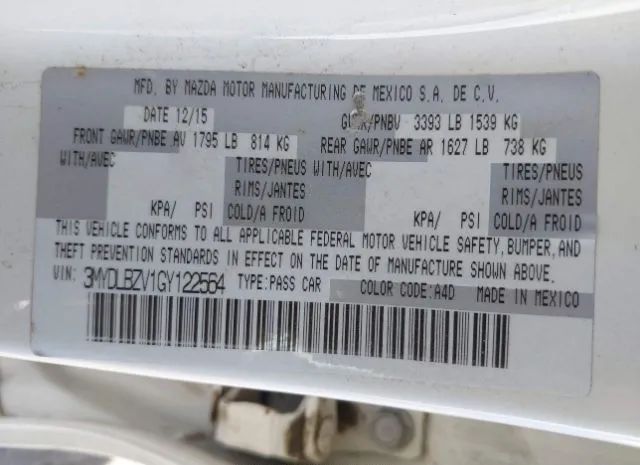 MFD. BY MAZDA MOTOR MANUFACTURING DE MEXICO S.A. DE C.V.
DATE 12/15 GVWR/PNBV 3393 LB 1539 KG
FRONT GAWR/PNBE AV 1795 LB 814 KG REAR GAWR/PNBE AR 1627 LB 738 KG
WITH/AVEC TIRES/PNEUS WITH/AVEC TIRES/PNEUS
RIMS/JANTES RIMS/JANTES
KPA/ PSI COLD/A FROID KPA/ PSI COLD/A FROID
THIS VEHICLE CONFORMS TO ALL APPLICABLE FEDERAL MOTOR VEHICLE SAFETY, BUMPER, AND
THEFT PREVENTION STANDARDS IN EFFECT ON THE DATE OF MANUFACTURE SHOWN ABOVE.
VIN: 3MYDLBZV1GY122564 TYPE:PASS CAR COLOR CODE:A4D MADE IN MEXICO